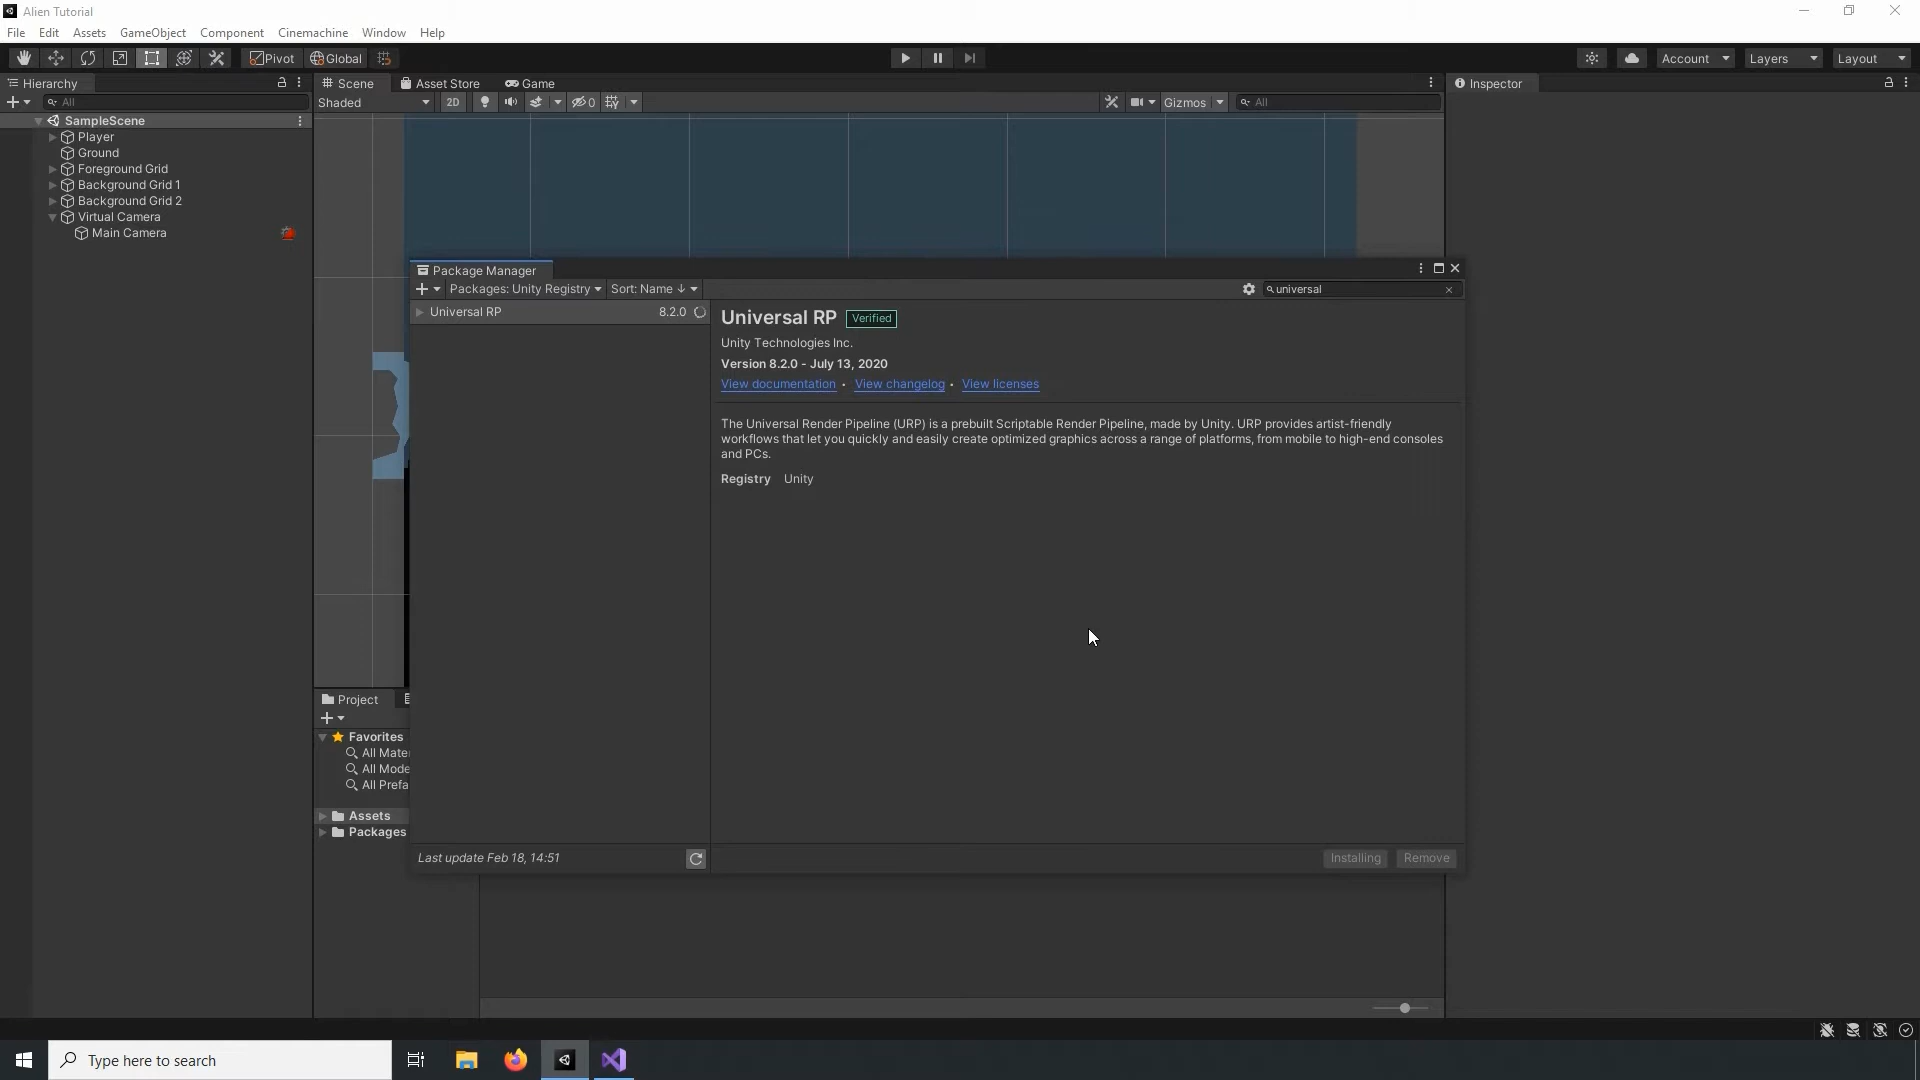 Alien Tutorial
File Edit Assets GameObject Component Cinemachine Window Help
Pivot Global Account Layers Layout
Hierarchy
All
SampleScene
Player
Ground
Foreground Grid
Background Grid 1
Background Grid 2
Virtual Camera
Main Camera
Scene Asset Store Game
Shaded 2D 0 Gizmos All
Inspector
Package Manager
Packages: Unity Registry Sort: Name ↓ universal
Universal RP 8.2.0
Universal RP Verified
Unity Technologies Inc.
Version 8.2.0 - July 13, 2020
View documentation • View changelog • View licenses
The Universal Render Pipeline (URP) is a prebuilt Scriptable Render Pipeline, made by Unity. URP provides artist-friendly
workflows that let you quickly and easily create optimized graphics across a range of platforms, from mobile to high-end consoles
and PCs.
Registry Unity
Last update Feb 18, 14:51
Installing Remove
Project
Favorites
All Mate
All Mode
All Prefa
Assets
Packages
Type here to search